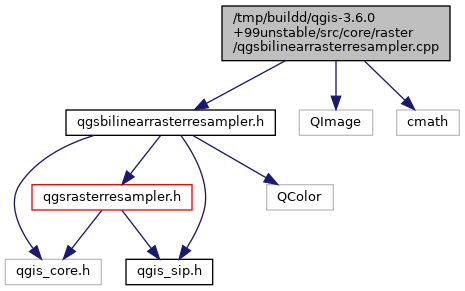 /tmp/buildd/qgis-3.6.0
+99unstable/src/core/raster
/qgsbilinearrasterresampler.cpp
qgsbilinearrasterresampler.h
QImage
cmath
qgsrasterresampler.h
QColor
qgis_core.h
qgis_sip.h